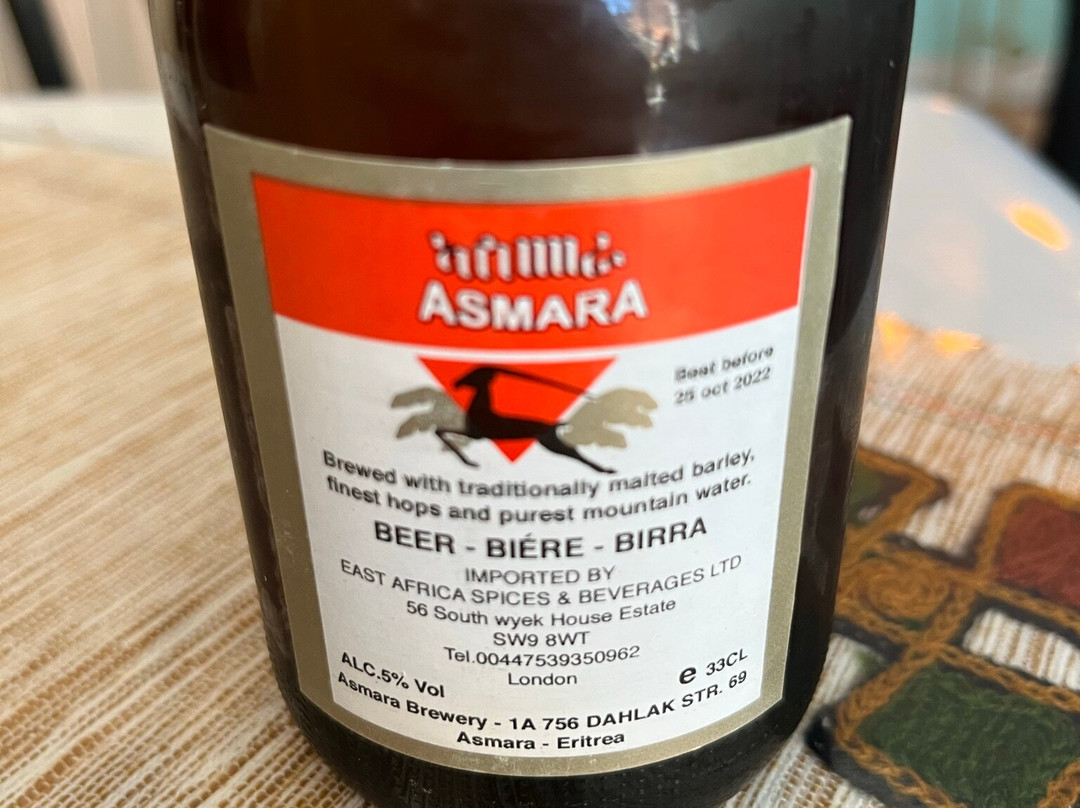 ኣስመራ
ASMARA
Best before
25 oct 2022
Brewed with traditionally malted barley,
finest hops and purest mountain water.
BEER - BIÉRE - BIRRA
IMPORTED BY
EAST AFRICA SPICES & BEVERAGES LTD
56 South wyek House Estate
SW9 8WT
Tel.00447539350962
London
ALC.5% Vol
e 33CL
Asmara Brewery - 1A 756 DAHLAK STR. 69
Asmara - Eritrea